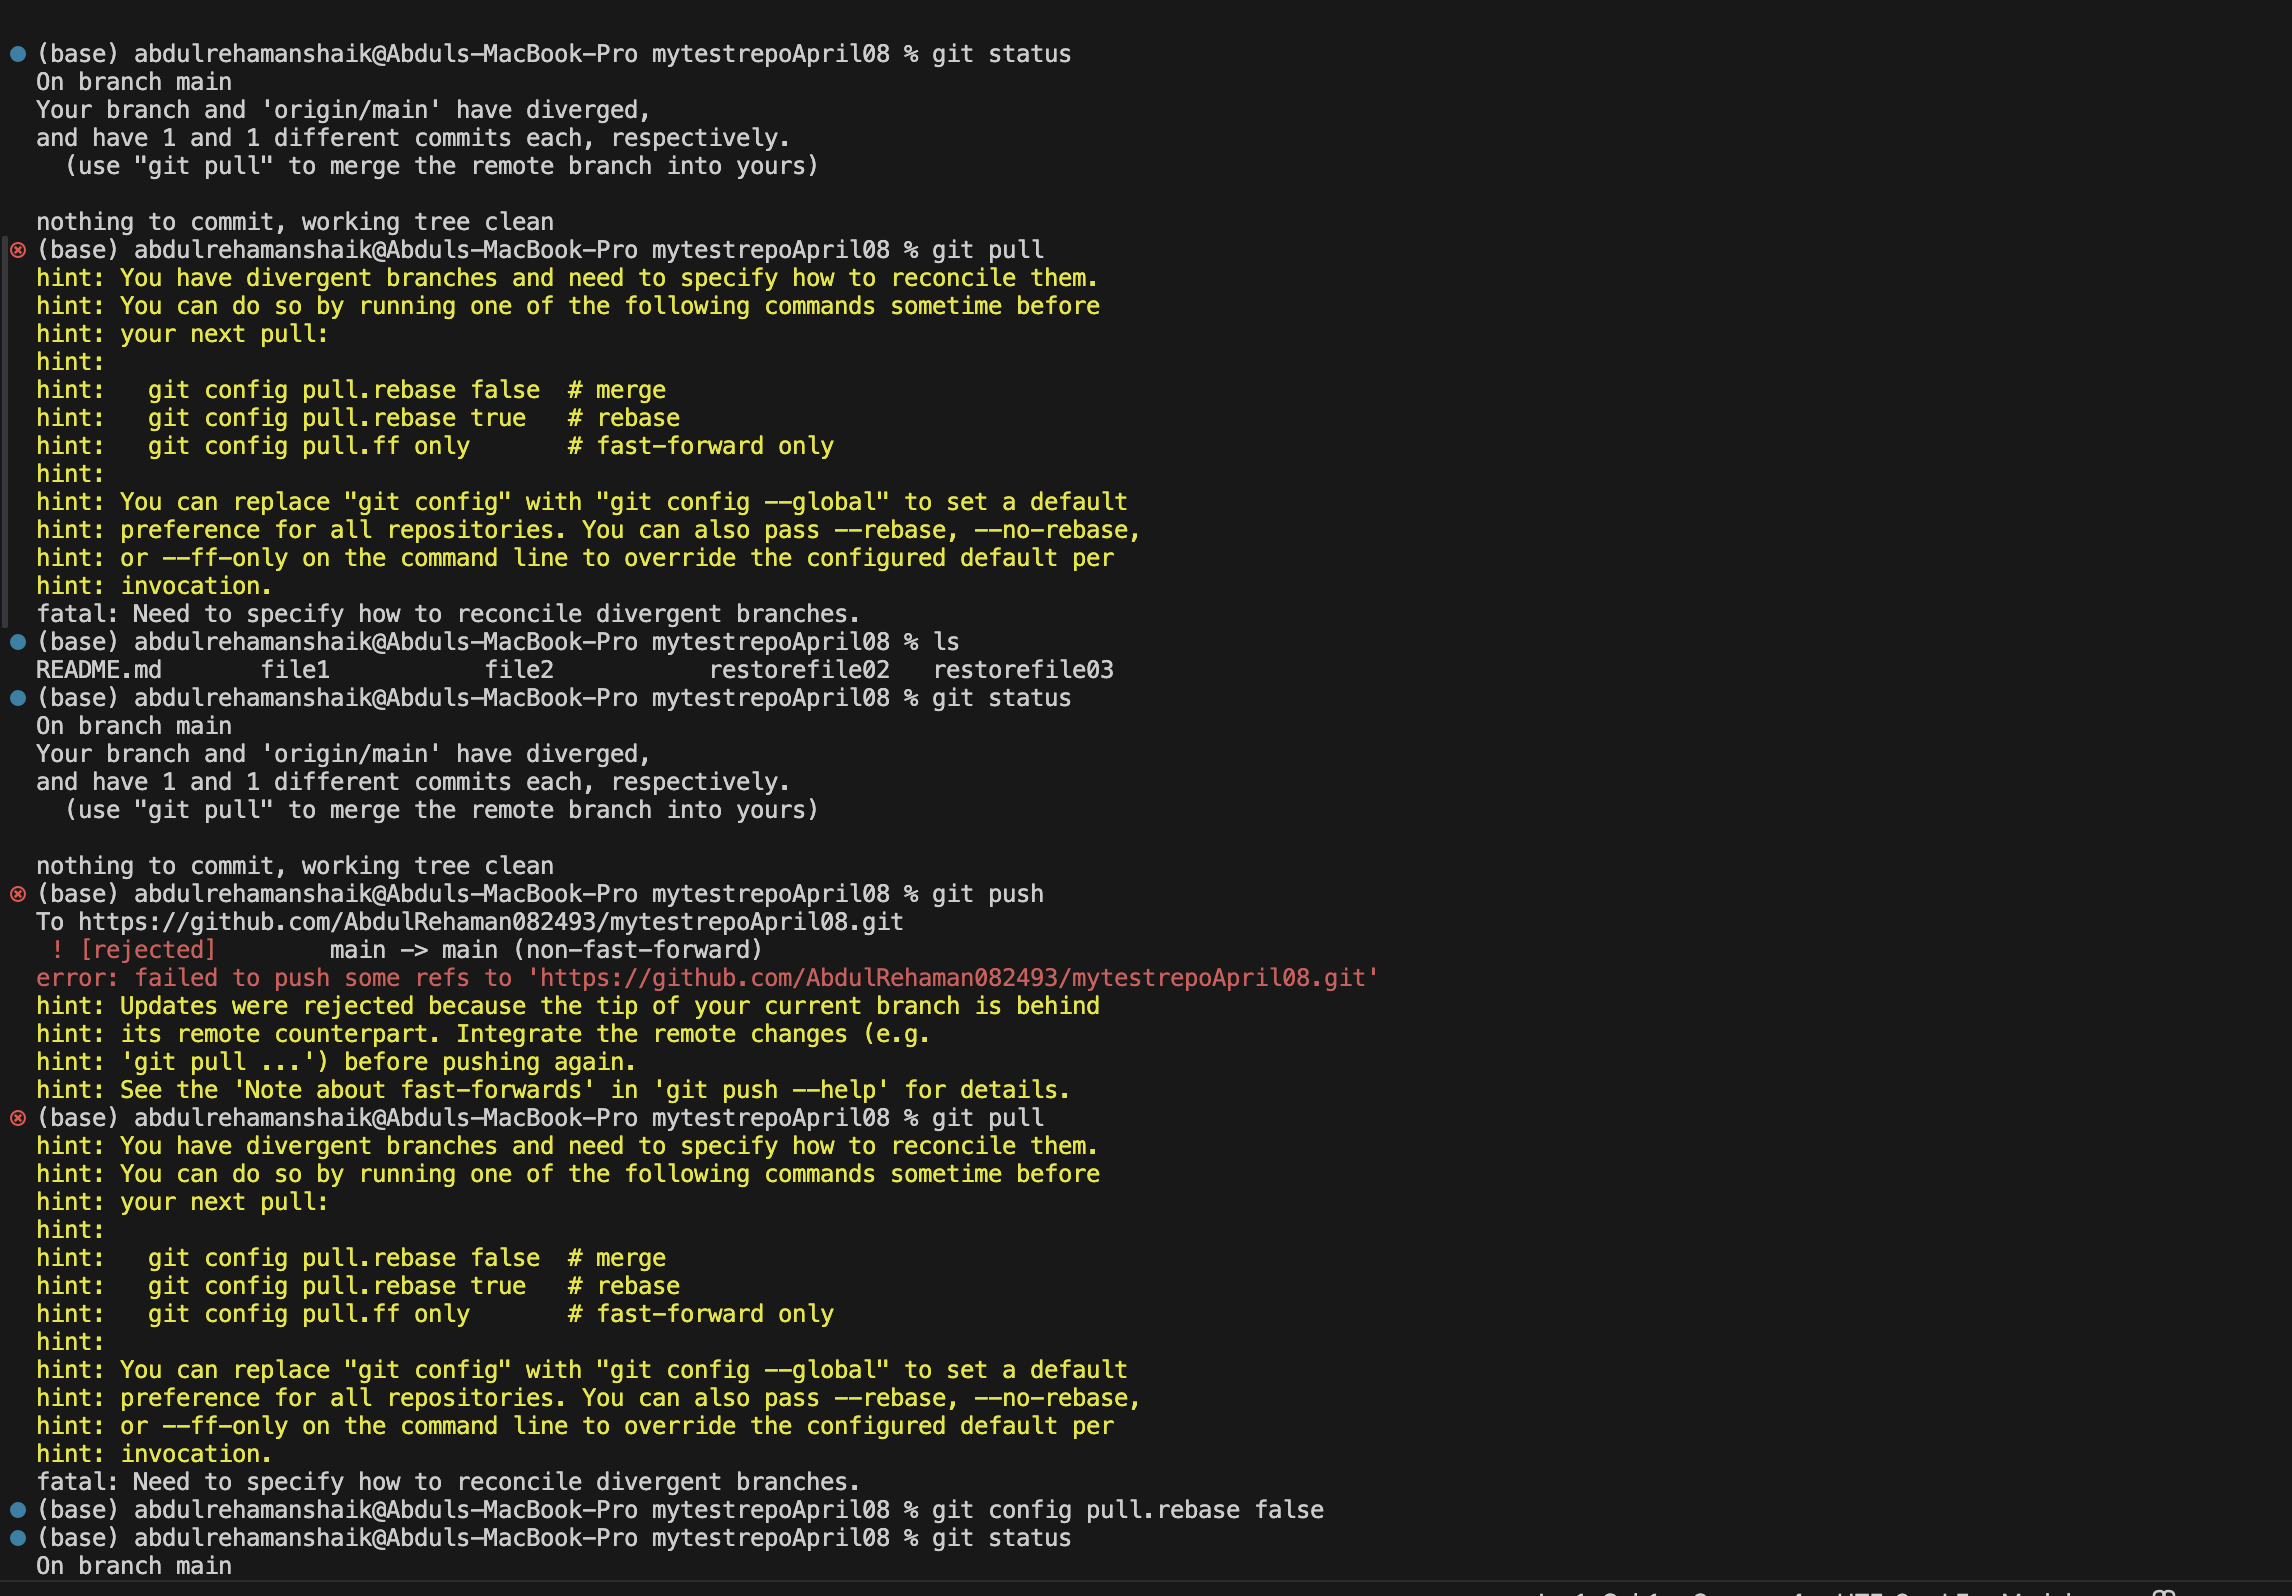 (base) abdulrehamanshaik@Abduls-MacBook-Pro mytestrepoApril08 % git status
On branch main
Your branch and 'origin/main' have diverged,
and have 1 and 1 different commits each, respectively.
  (use "git pull" to merge the remote branch into yours)

nothing to commit, working tree clean
(base) abdulrehamanshaik@Abduls-MacBook-Pro mytestrepoApril08 % git pull
hint: You have divergent branches and need to specify how to reconcile them.
hint: You can do so by running one of the following commands sometime before
hint: your next pull:
hint:
hint:   git config pull.rebase false  # merge
hint:   git config pull.rebase true   # rebase
hint:   git config pull.ff only       # fast-forward only
hint:
hint: You can replace "git config" with "git config --global" to set a default
hint: preference for all repositories. You can also pass --rebase, --no-rebase,
hint: or --ff-only on the command line to override the configured default per
hint: invocation.
fatal: Need to specify how to reconcile divergent branches.
(base) abdulrehamanshaik@Abduls-MacBook-Pro mytestrepoApril08 % ls
README.md       file1           file2           restorefile02   restorefile03
(base) abdulrehamanshaik@Abduls-MacBook-Pro mytestrepoApril08 % git status
On branch main
Your branch and 'origin/main' have diverged,
and have 1 and 1 different commits each, respectively.
  (use "git pull" to merge the remote branch into yours)

nothing to commit, working tree clean
(base) abdulrehamanshaik@Abduls-MacBook-Pro mytestrepoApril08 % git push
To https://github.com/AbdulRehaman082493/mytestrepoApril08.git
 ! [rejected]        main -> main (non-fast-forward)
error: failed to push some refs to 'https://github.com/AbdulRehaman082493/mytestrepoApril08.git'
hint: Updates were rejected because the tip of your current branch is behind
hint: its remote counterpart. Integrate the remote changes (e.g.
hint: 'git pull ...') before pushing again.
hint: See the 'Note about fast-forwards' in 'git push --help' for details.
(base) abdulrehamanshaik@Abduls-MacBook-Pro mytestrepoApril08 % git pull
hint: You have divergent branches and need to specify how to reconcile them.
hint: You can do so by running one of the following commands sometime before
hint: your next pull:
hint:
hint:   git config pull.rebase false  # merge
hint:   git config pull.rebase true   # rebase
hint:   git config pull.ff only       # fast-forward only
hint:
hint: You can replace "git config" with "git config --global" to set a default
hint: preference for all repositories. You can also pass --rebase, --no-rebase,
hint: or --ff-only on the command line to override the configured default per
hint: invocation.
fatal: Need to specify how to reconcile divergent branches.
(base) abdulrehamanshaik@Abduls-MacBook-Pro mytestrepoApril08 % git config pull.rebase false
(base) abdulrehamanshaik@Abduls-MacBook-Pro mytestrepoApril08 % git status
On branch main